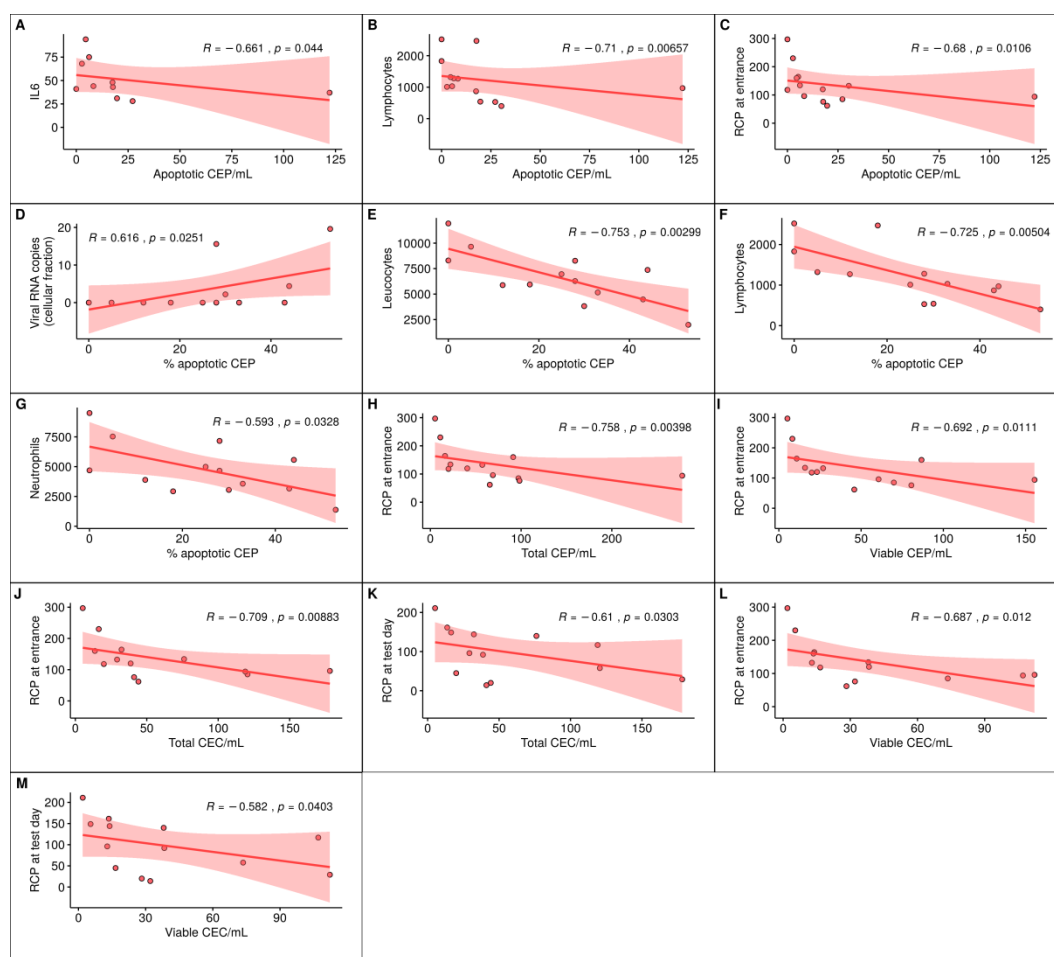 A
R = −0.661 , p = 0.044
IL6
75
50
25
0
0 25 50 75 100 125
Apoptotic CEP/mL
B
R = −0.71 , p = 0.00657
Lymphocytes
2000
1000
0
0 25 50 75 100 125
Apoptotic CEP/mL
C
R = −0.68 , p = 0.0106
RCP at entrance
300
200
100
0
0 25 50 75 100 125
Apoptotic CEP/mL
D
R = 0.616 , p = 0.0251
Viral RNA copies
(cellular fraction)
20
10
0
0 20 40
% apoptotic CEP
E
R = −0.753 , p = 0.00299
Leucocytes
10000
7500
5000
2500
0 20 40
% apoptotic CEP
F
R = −0.725 , p = 0.00504
Lymphocytes
2000
1000
0
0 20 40
% apoptotic CEP
G
R = −0.593 , p = 0.0328
Neutrophils
7500
5000
2500
0
0 20 40
% apoptotic CEP
H
R = −0.758 , p = 0.00398
RCP at entrance
400
300
200
100
0
0 100 200
Total CEP/mL
I
R = −0.692 , p = 0.0111
RCP at entrance
300
200
100
0
0 50 100 150
Viable CEP/mL
J
R = −0.709 , p = 0.00883
RCP at entrance
300
200
100
0
0 50 100 150
Total CEC/mL
K
R = −0.61 , p = 0.0303
RCP at test day
200
150
100
50
0
0 50 100 150
Total CEC/mL
L
R = −0.687 , p = 0.012
RCP at entrance
300
200
100
0
0 30 60 90
Viable CEC/mL
M
R = −0.582 , p = 0.0403
RCP at test day
200
150
100
50
0
0 30 60 90
Viable CEC/mL